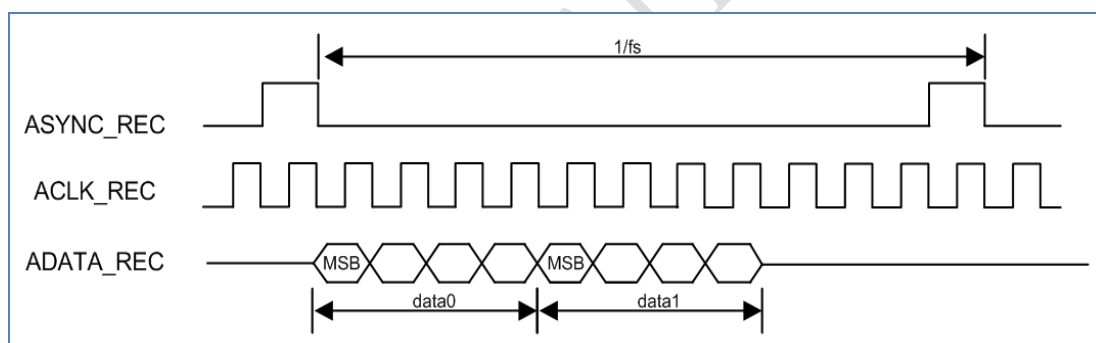 1/fs
ASYNC_REC
ACLK_REC
ADATA_REC MSB MSB
data0 data1